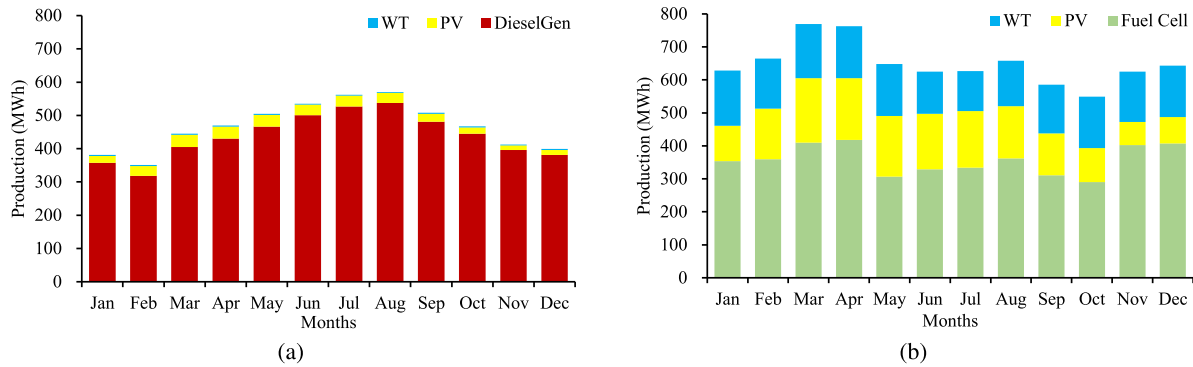 WT PV DieselGen
Production (MWh)
800
700
600
500
400
300
200
100
0
Jan Feb Mar Apr May Jun Jul Aug Sep Oct Nov Dec
Months
(a)
WT PV Fuel Cell
Production (MWh)
800
700
600
500
400
300
200
100
0
Jan Feb Mar Apr May Jun Jul Aug Sep Oct Nov Dec
Months
(b)